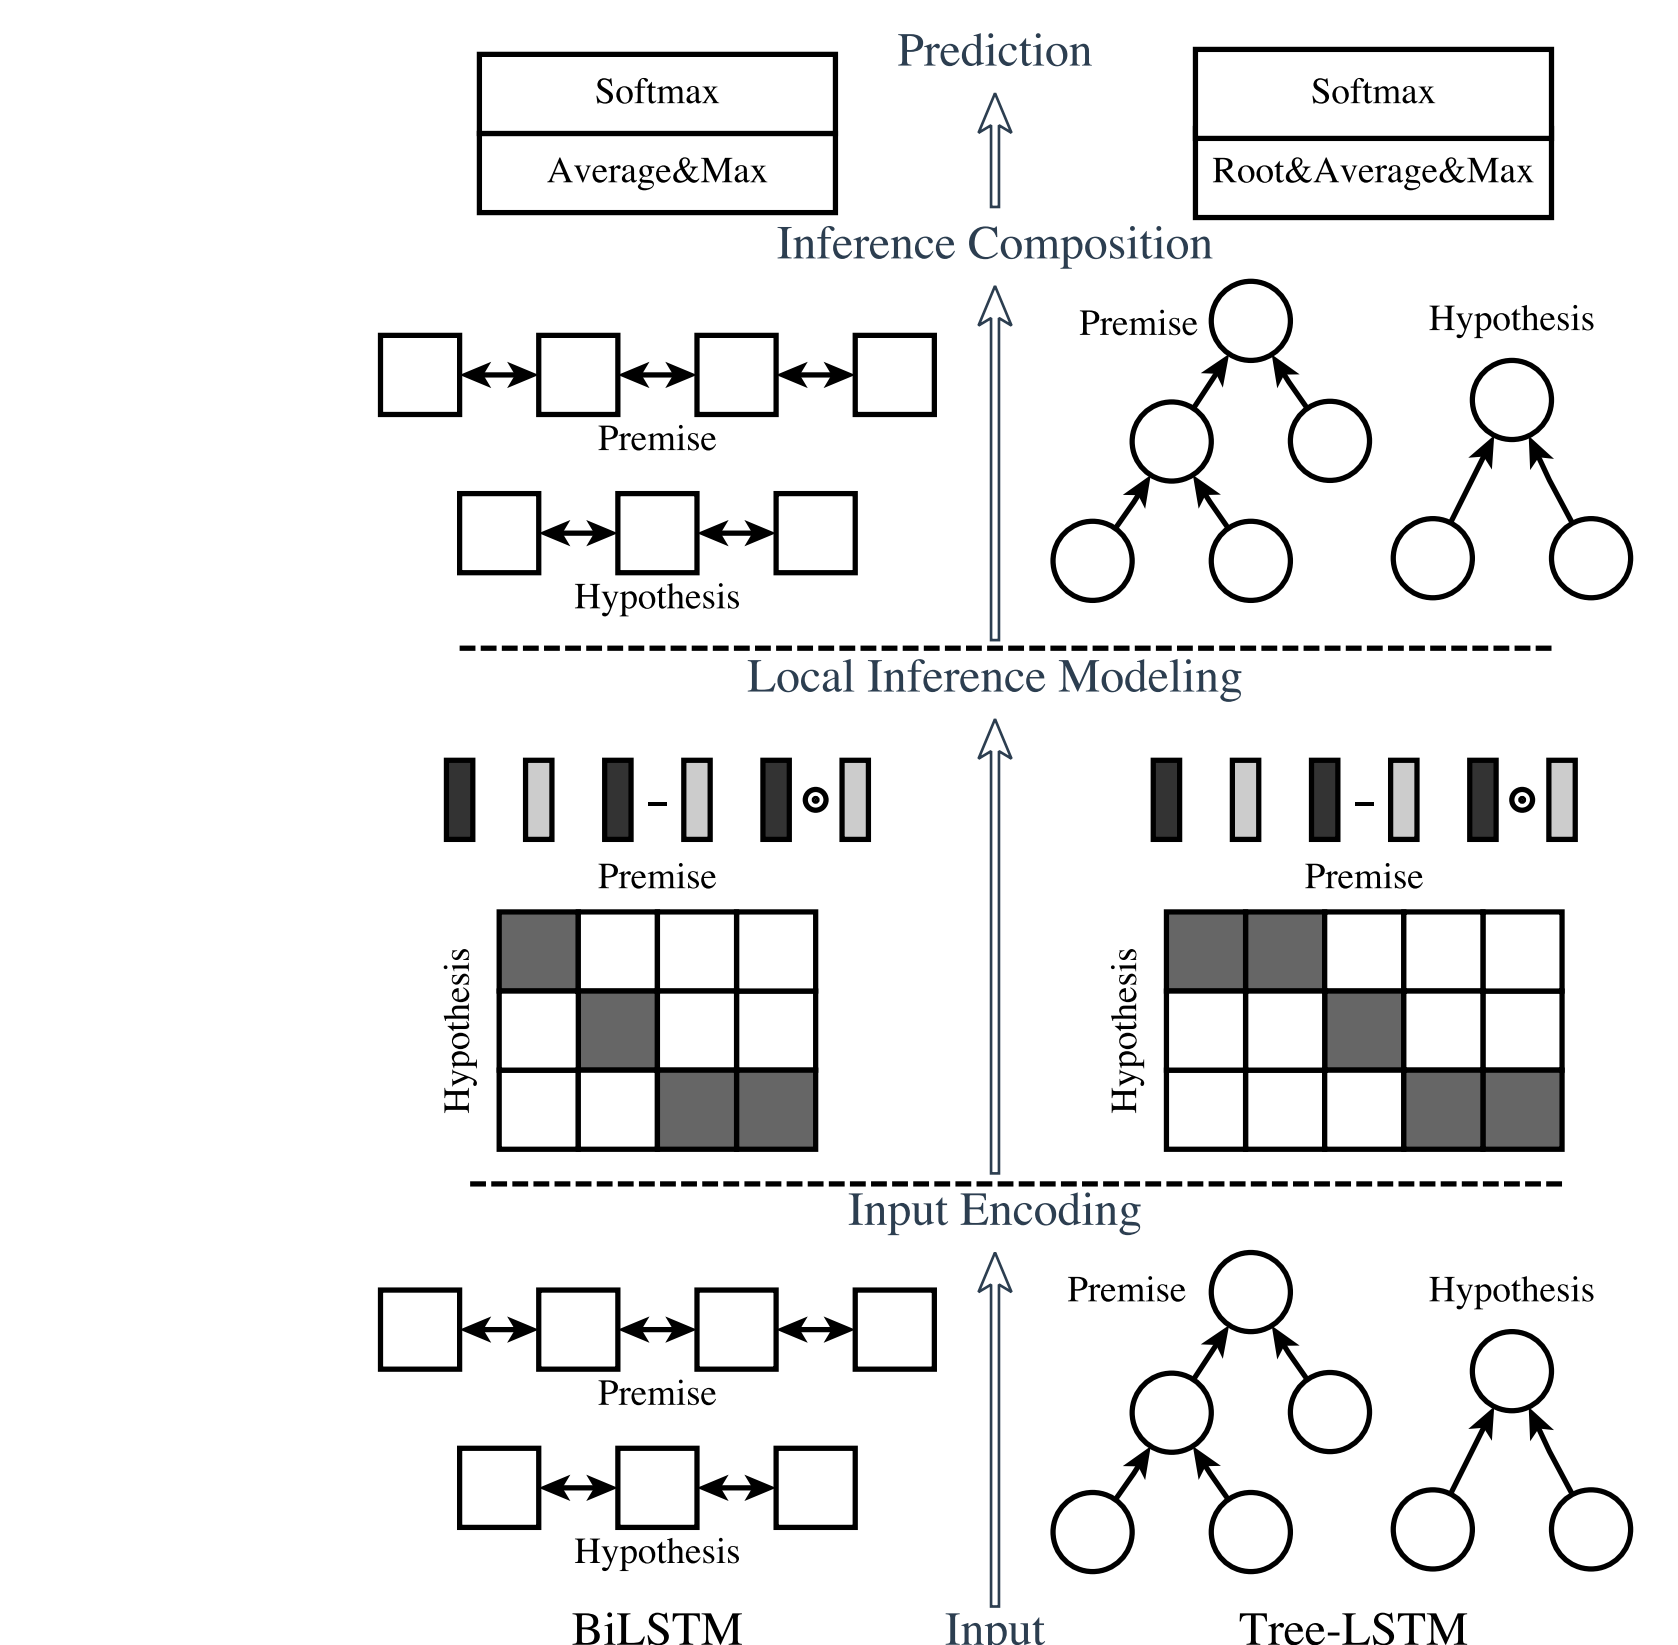 Prediction
Softmax
Average&Max
Softmax
Root&Average&Max
Inference Composition
Premise
Hypothesis
Premise
Hypothesis
Local Inference Modeling
–
⊙
–
⊙
Premise
Hypothesis
Premise
Hypothesis
Input Encoding
Premise
Hypothesis
Premise
Hypothesis
BiLSTM
Input
Tree-LSTM